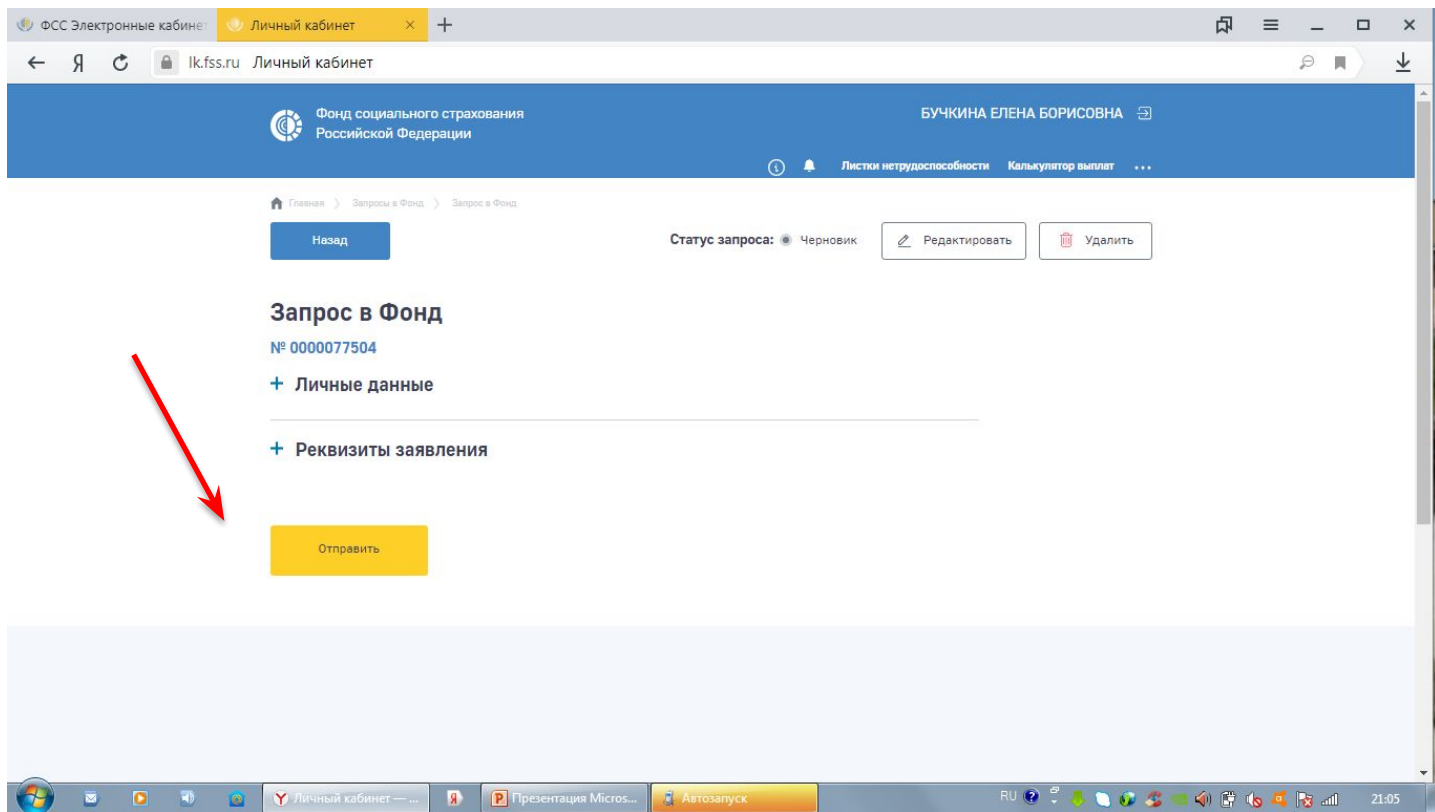 ФСС Электронные кабинет
Личный кабинет
lk.fss.ru Личный кабинет
Фонд социального страхования
Российской Федерации
БУЧКИНА ЕЛЕНА БОРИСОВНА
Листки нетрудоспособности Калькулятор выплат ...
Главная Запросы в Фонд Запрос в Фонд
Назад
Статус запроса: Черновик
Редактировать
Удалить
Запрос в Фонд
№ 0000077504
+ Личные данные
+ Реквизиты заявления
Отправить
Личный кабинет — ...
Презентация Micros...
Автозапуск
RU
21:05